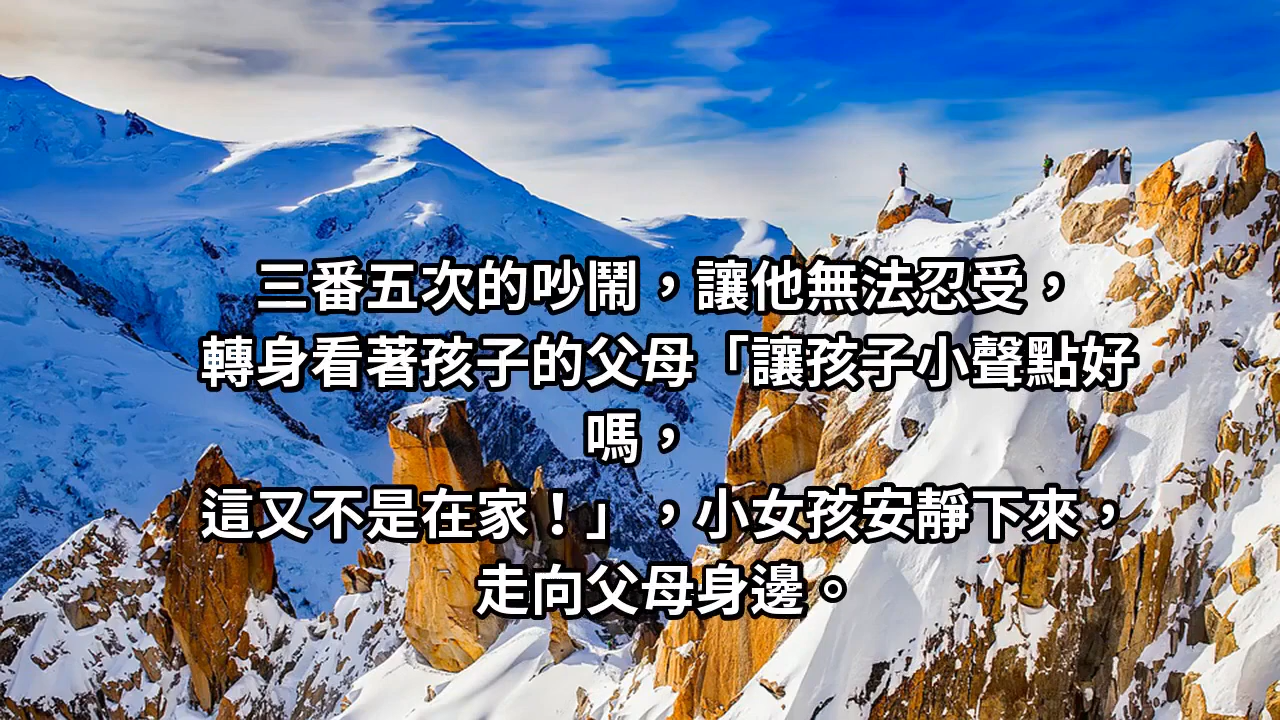 三番五次的吵鬧，讓他無法忍受，
轉身看著孩子的父母「讓孩子小聲點好
嗎，
這又不是在家！」，小女孩安靜下來，
走向父母身邊。